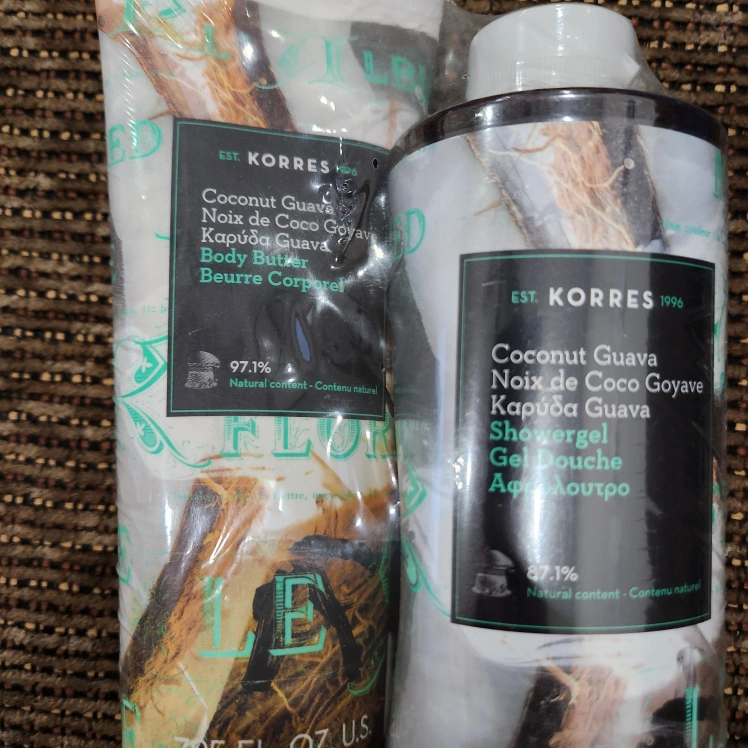 EST. KORRES 1996
Coconut Guava
Noix de Coco Goyave
Καρύδα Guava
Body Butter
Beurre Corporel
97.1%
Natural content - Contenu naturel
FLOR
LE
FL. OZ. U.S.
EST. KORRES 1996
Coconut Guava
Noix de Coco Goyave
Καρύδα Guava
Showergel
Gel Douche
Αφρόλουτρο
87.1%
Natural content - Contenu naturel